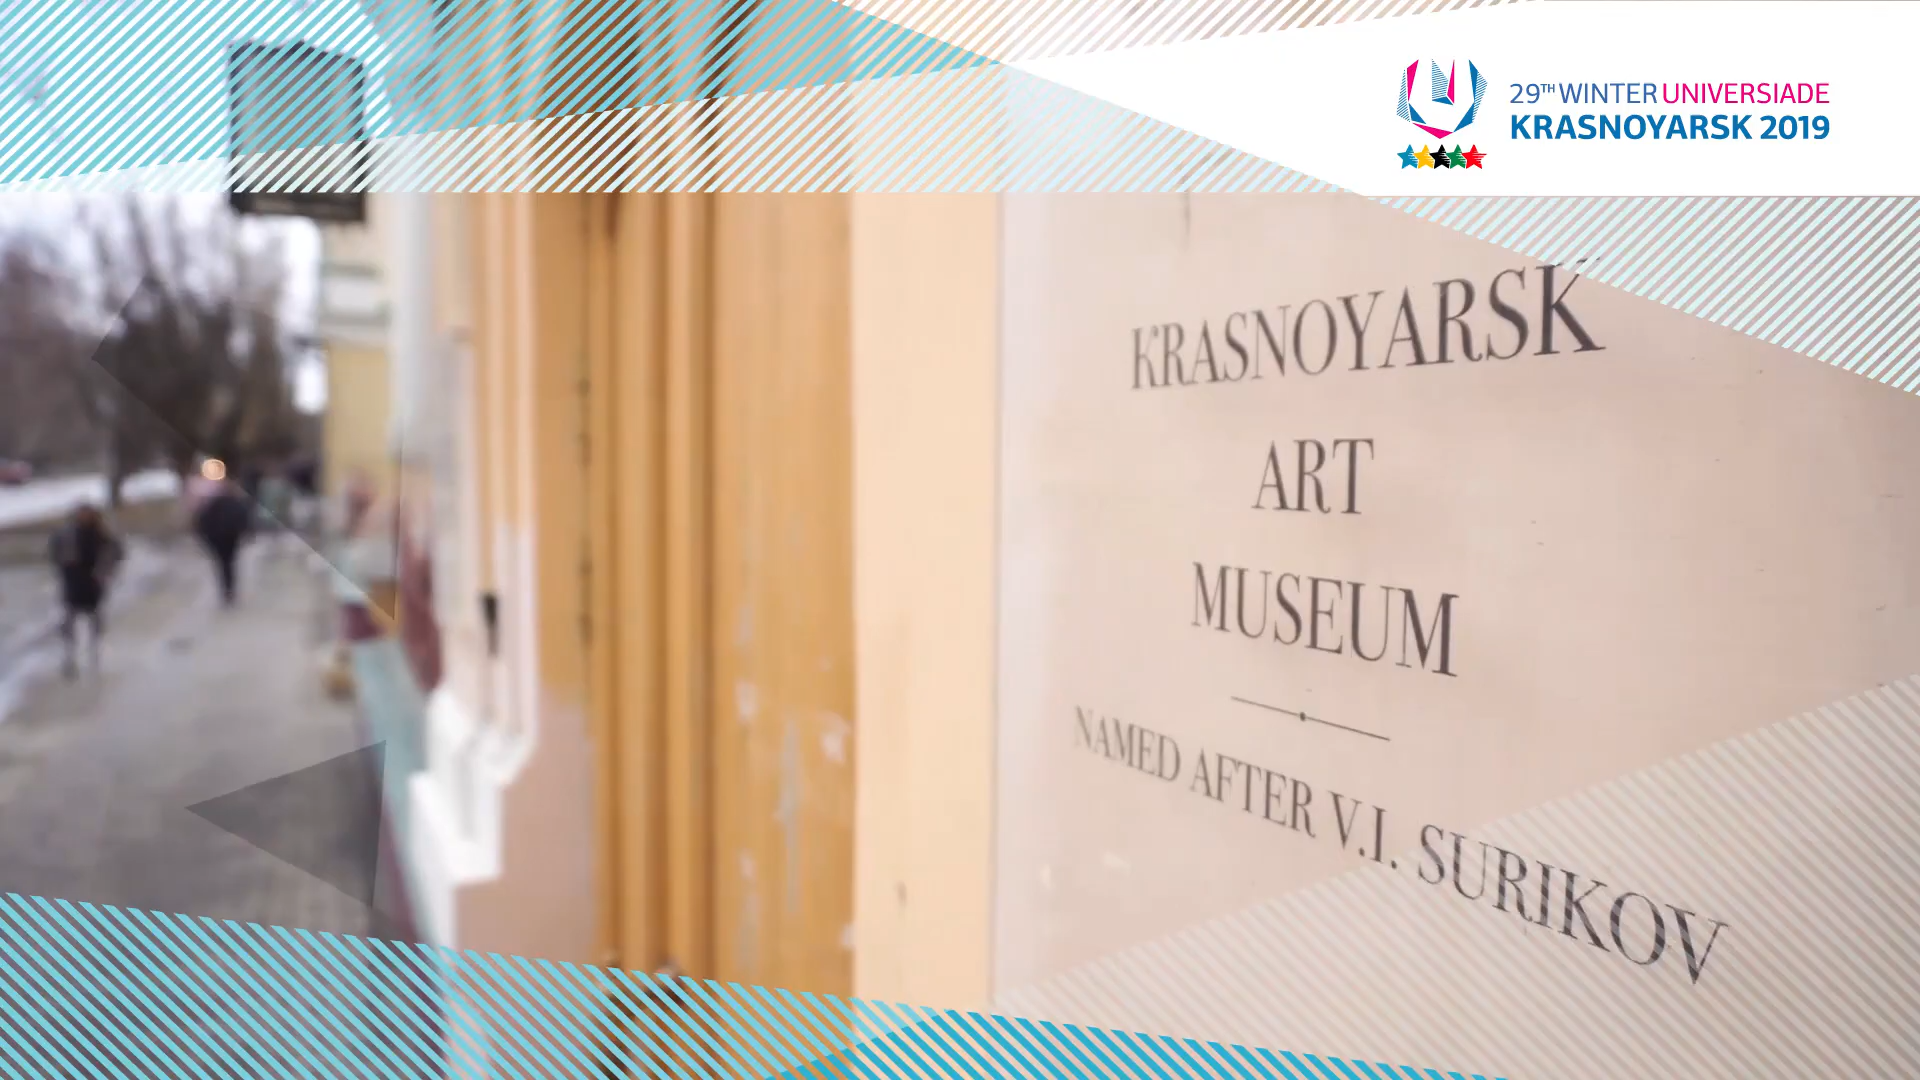 29TH WINTER UNIVERSIADE
KRASNOYARSK 2019
KRASNOYARSK
ART
MUSEUM
NAMED AFTER V.I. SURIKOV